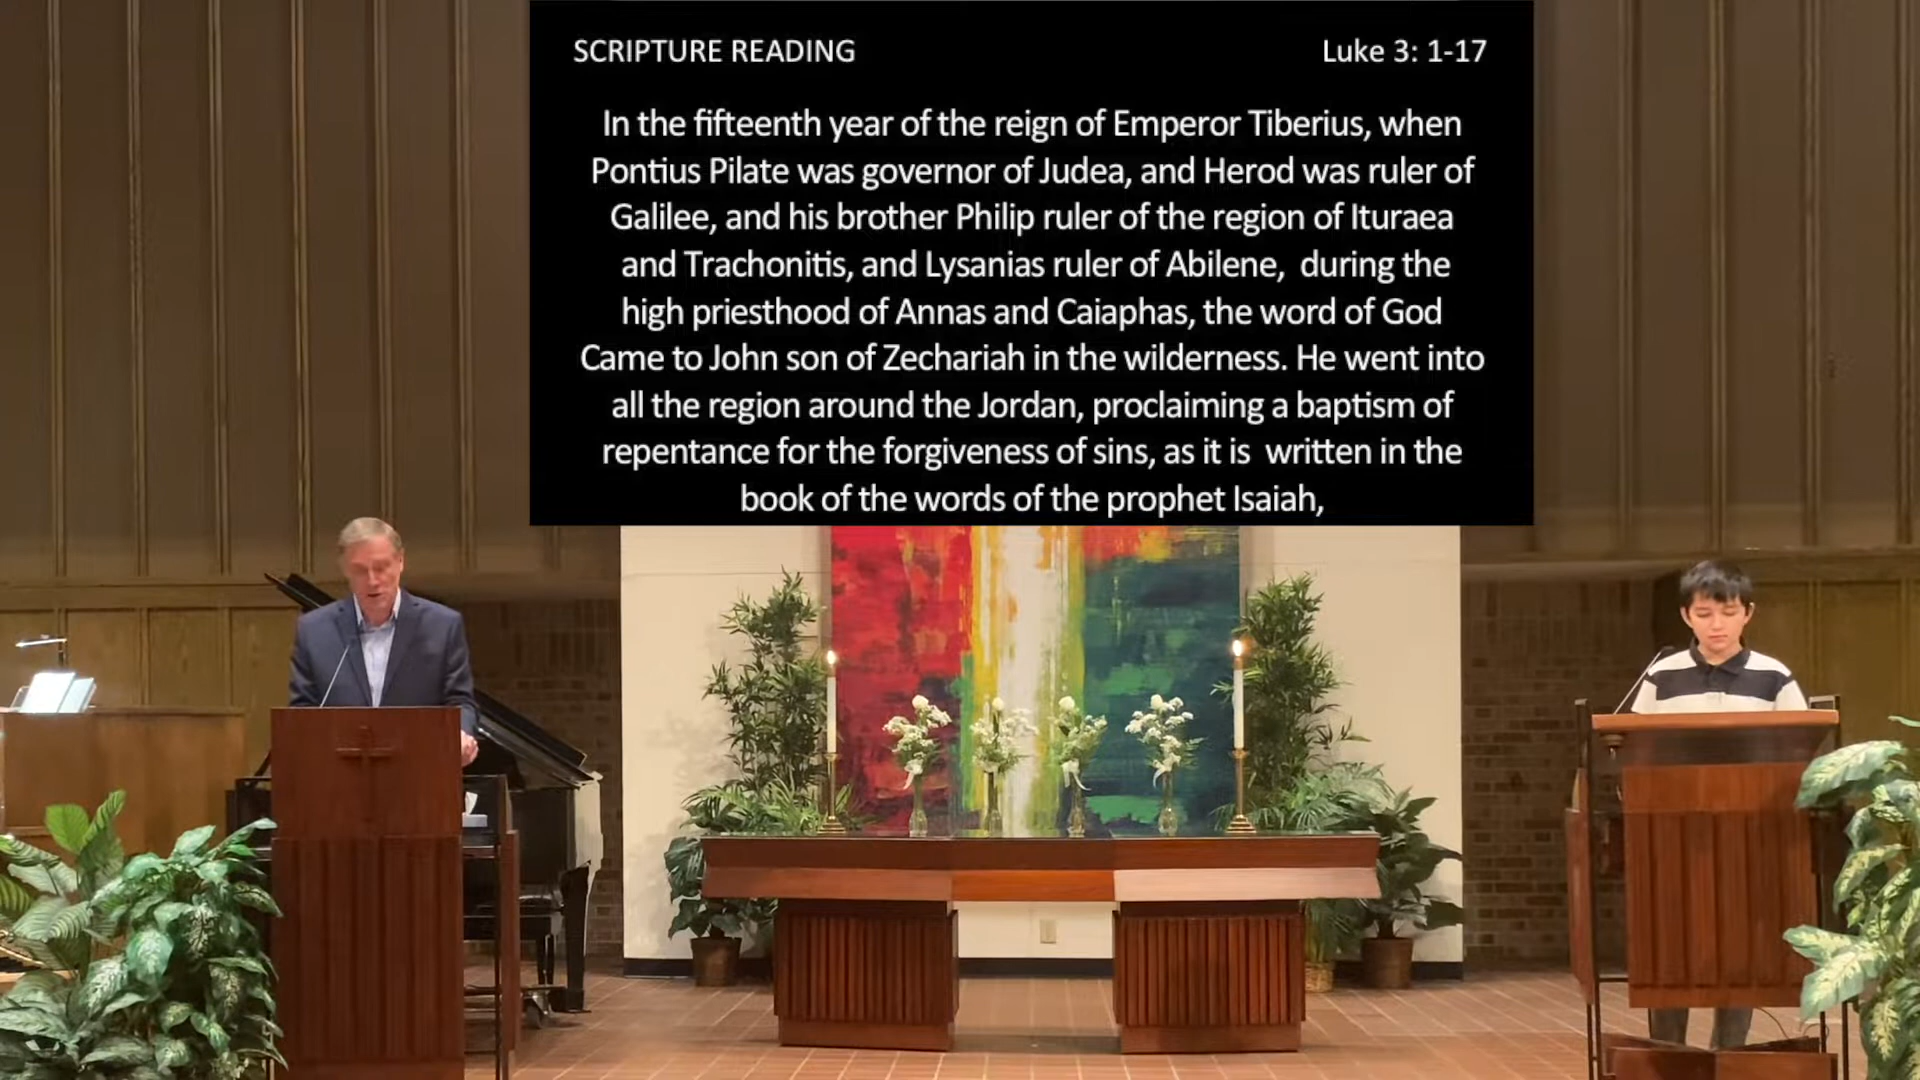 SCRIPTURE READING Luke 3: 1-17
In the fifteenth year of the reign of Emperor Tiberius, when
Pontius Pilate was governor of Judea, and Herod was ruler of
Galilee, and his brother Philip ruler of the region of Ituraea
and Trachonitis, and Lysanias ruler of Abilene,  during the
high priesthood of Annas and Caiaphas, the word of God
Came to John son of Zechariah in the wilderness. He went into
all the region around the Jordan, proclaiming a baptism of
repentance for the forgiveness of sins, as it is  written in the
book of the words of the prophet Isaiah,